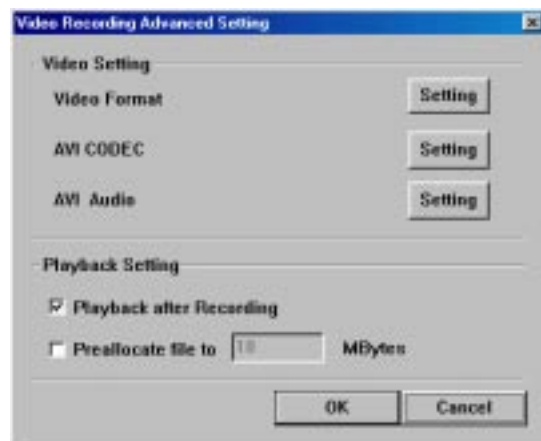 Video Recording Advanced Setting
Video Setting
Video Format Setting
AVI CODEC Setting
AVI Audio Setting
Playback Setting
Playback after Recording
Preallocate file to MBytes
OK Cancel